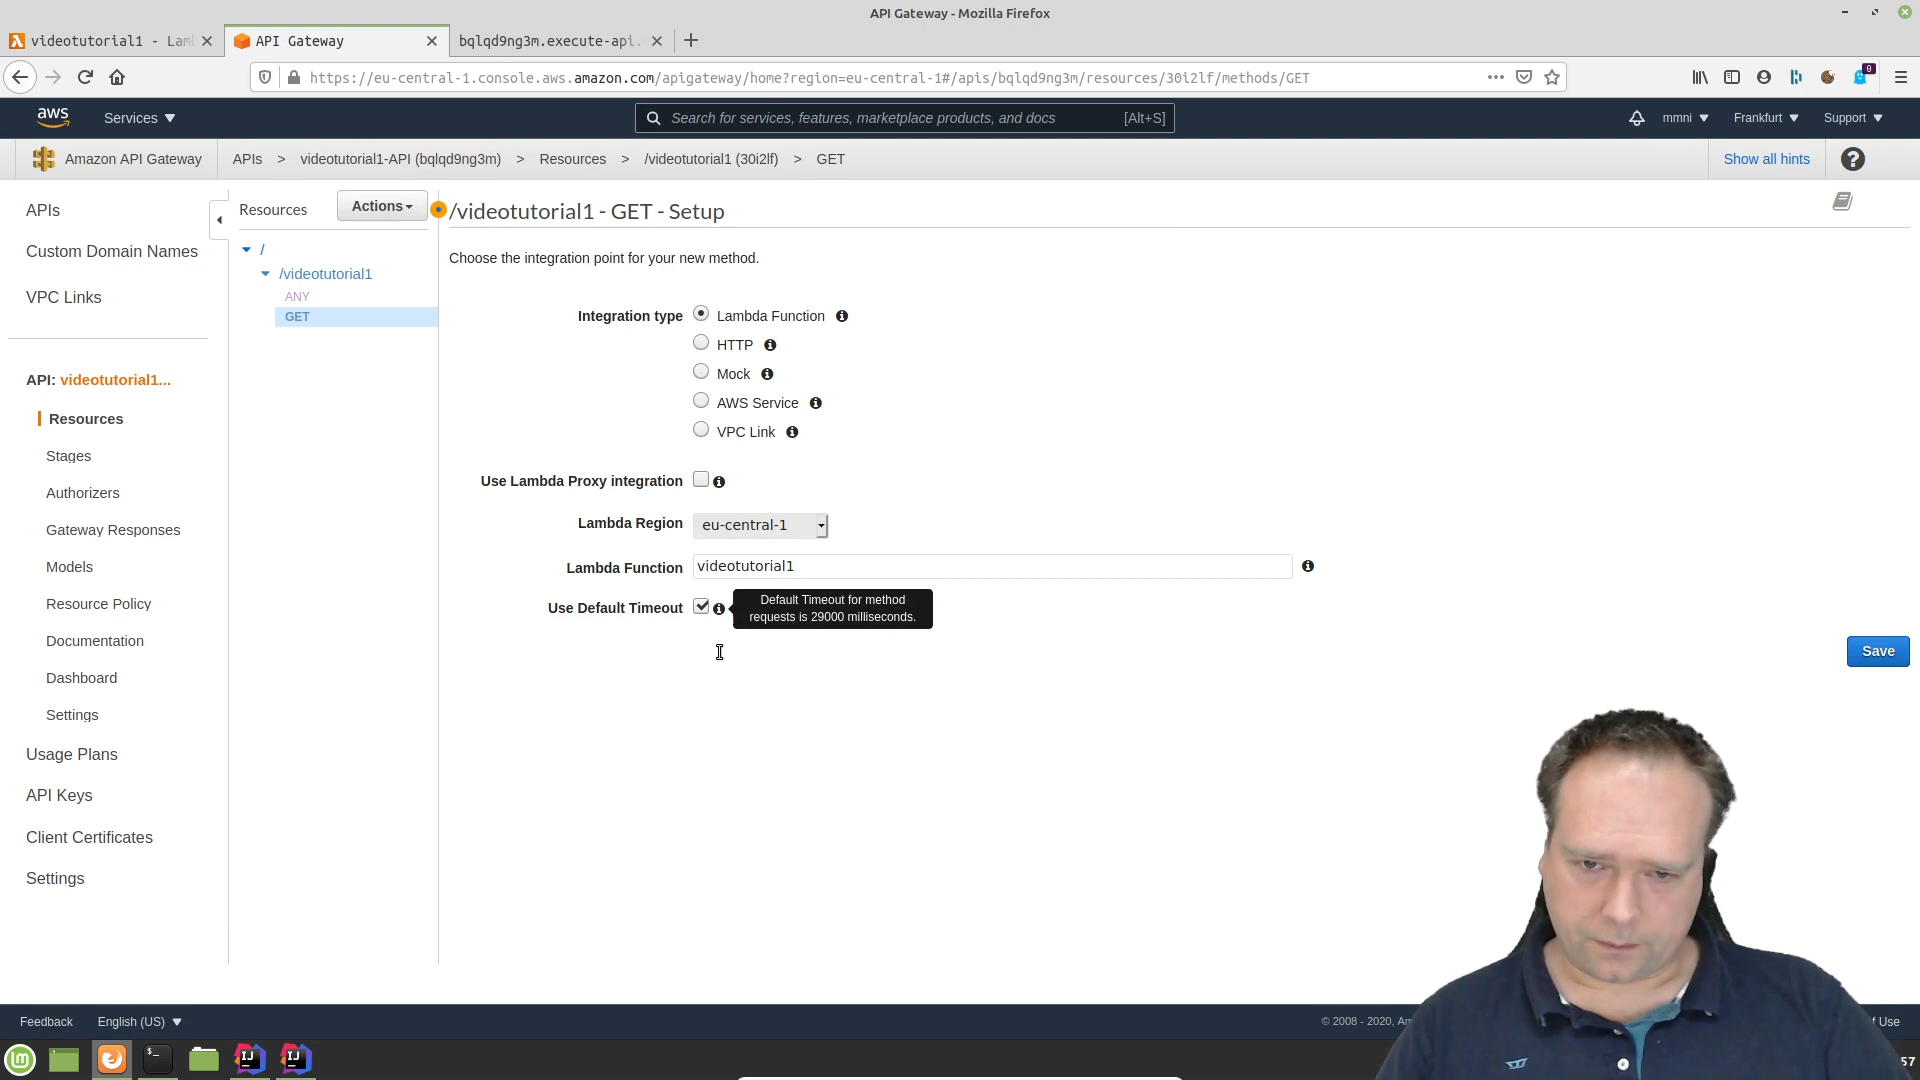 API Gateway - Mozilla Firefox
videotutorial1 - Lam
API Gateway
bqlqd9ng3m.execute-api.
https://eu-central-1.console.aws.amazon.com/apigateway/home?region=eu-central-1#/apis/bqlqd9ng3m/resources/30i2lf/methods/GET
0
aws
Services
Search for services, features, marketplace products, and docs
[Alt+S]
mmni
Frankfurt
Support
Amazon API Gateway
APIs > videotutorial1-API (bqlqd9ng3m) > Resources > /videotutorial1 (30i2lf) > GET
Show all hints
APIs
Custom Domain Names
VPC Links
API: videotutorial1...
Resources
Stages
Authorizers
Gateway Responses
Models
Resource Policy
Documentation
Dashboard
Settings
Usage Plans
API Keys
Client Certificates
Settings
Resources
Actions
/
/videotutorial1
ANY
GET
/videotutorial1 - GET - Setup
Choose the integration point for your new method.
Integration type
Lambda Function
HTTP
Mock
AWS Service
VPC Link
Use Lambda Proxy integration
Lambda Region
eu-central-1
Lambda Function
videotutorial1
Use Default Timeout
Default Timeout for method
requests is 29000 milliseconds.
Save
Feedback
English (US)
© 2008 - 2020, Am
f Use
57